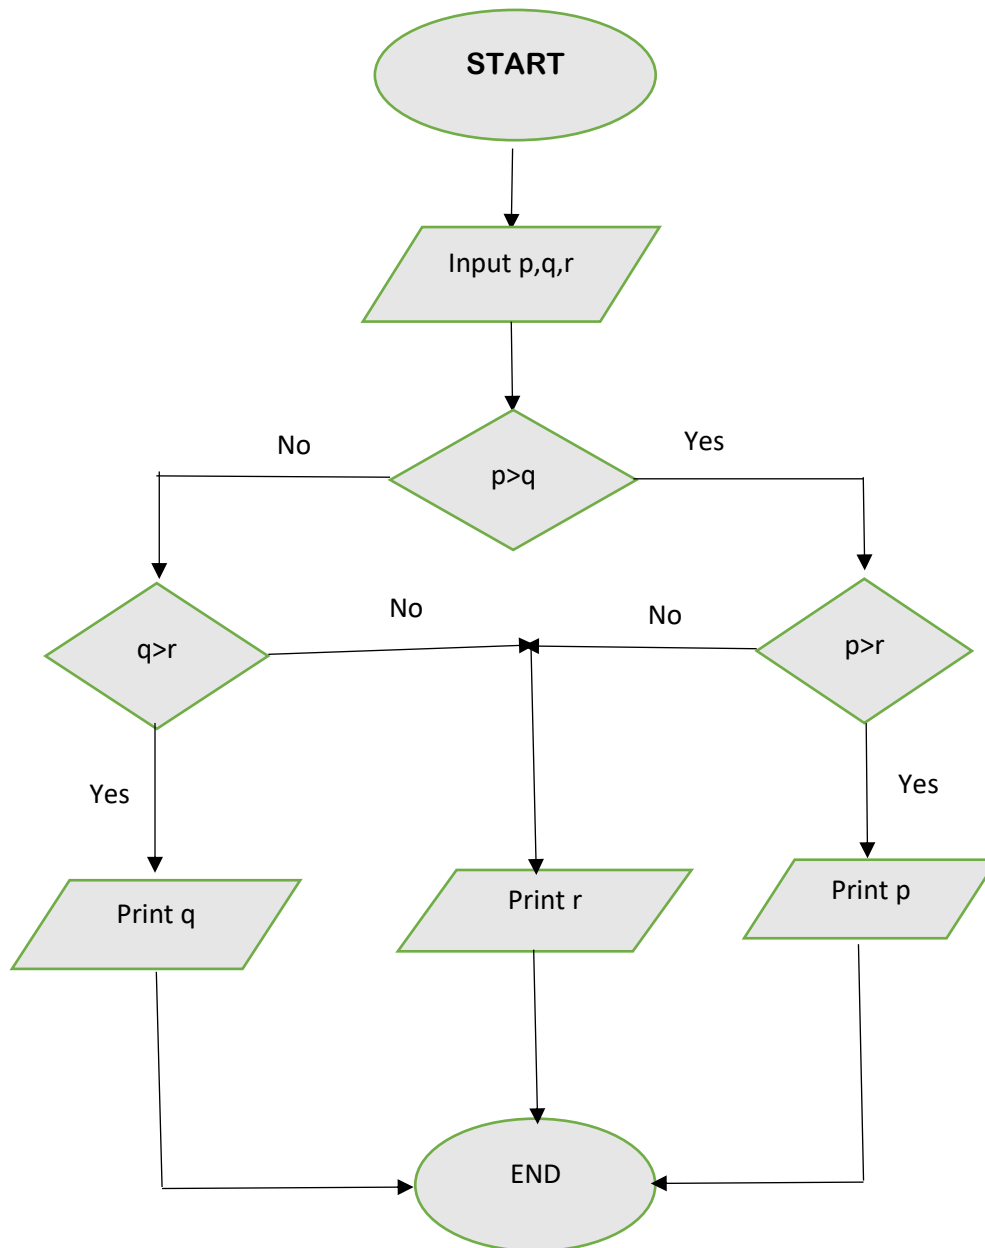 START
Input p,q,r
No
Yes
p>q
No
No
q>r
p>r
Yes
Yes
Print q
Print r
Print p
END